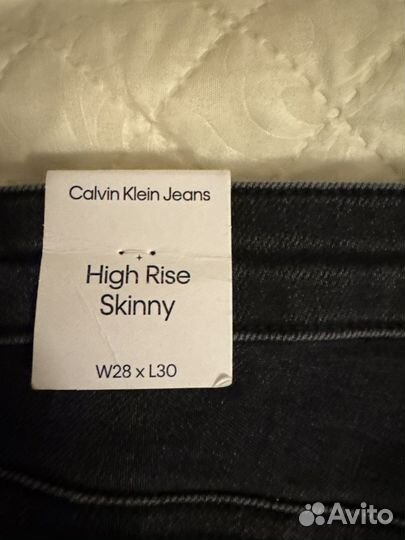 Calvin Klein Jeans
High Rise
Skinny
W28 x L30
Avito